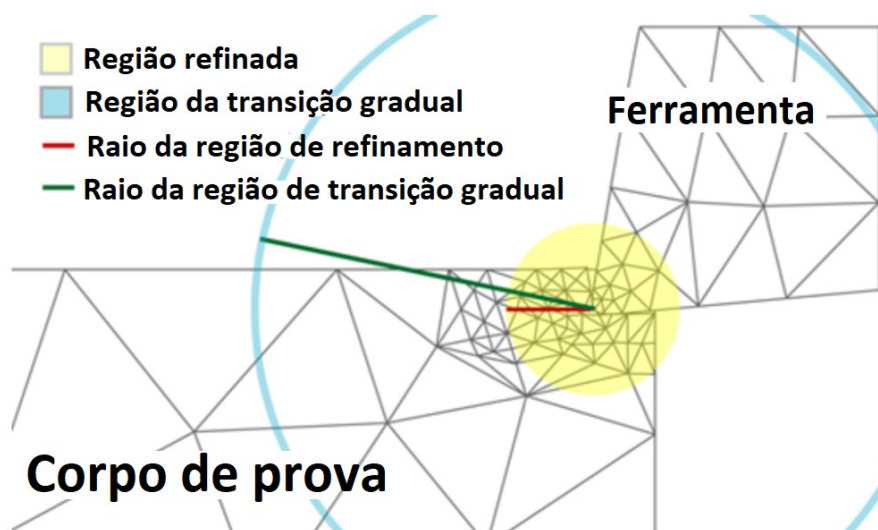 Região refinada
Região da transição gradual
Raio da região de refinamento
Raio da região de transição gradual
Ferramenta
Corpo de prova